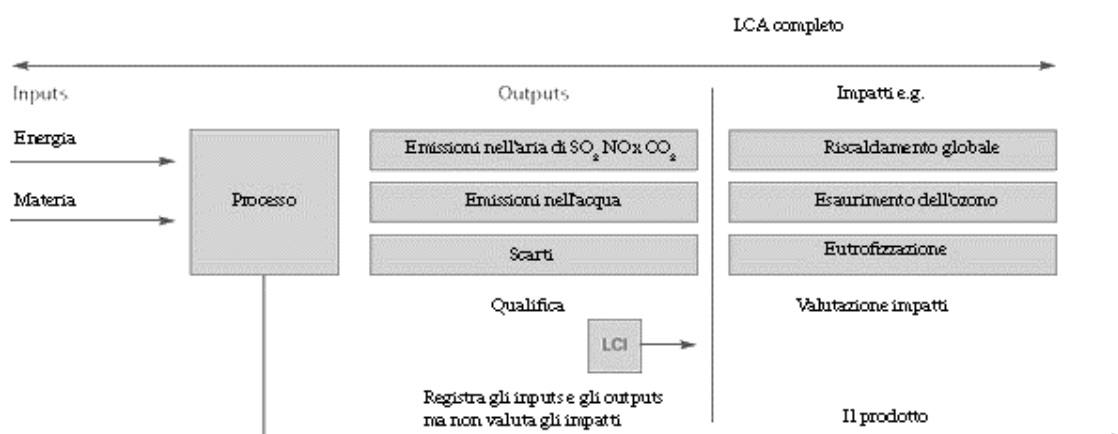 LCA completo
Inputs
Outputs
Impatti e.g.
Energia
Materia
Processo
Emissioni nell'aria di SO₂ NOx CO₂
Emissioni nell'acqua
Scarti
Riscaldamento globale
Esaurimento dell'ozono
Eutrofizzazione
Qualifica
Valutazione impatti
LCI
Registra gli inputs e gli outputs
ma non valuta gli impatti
Il prodotto